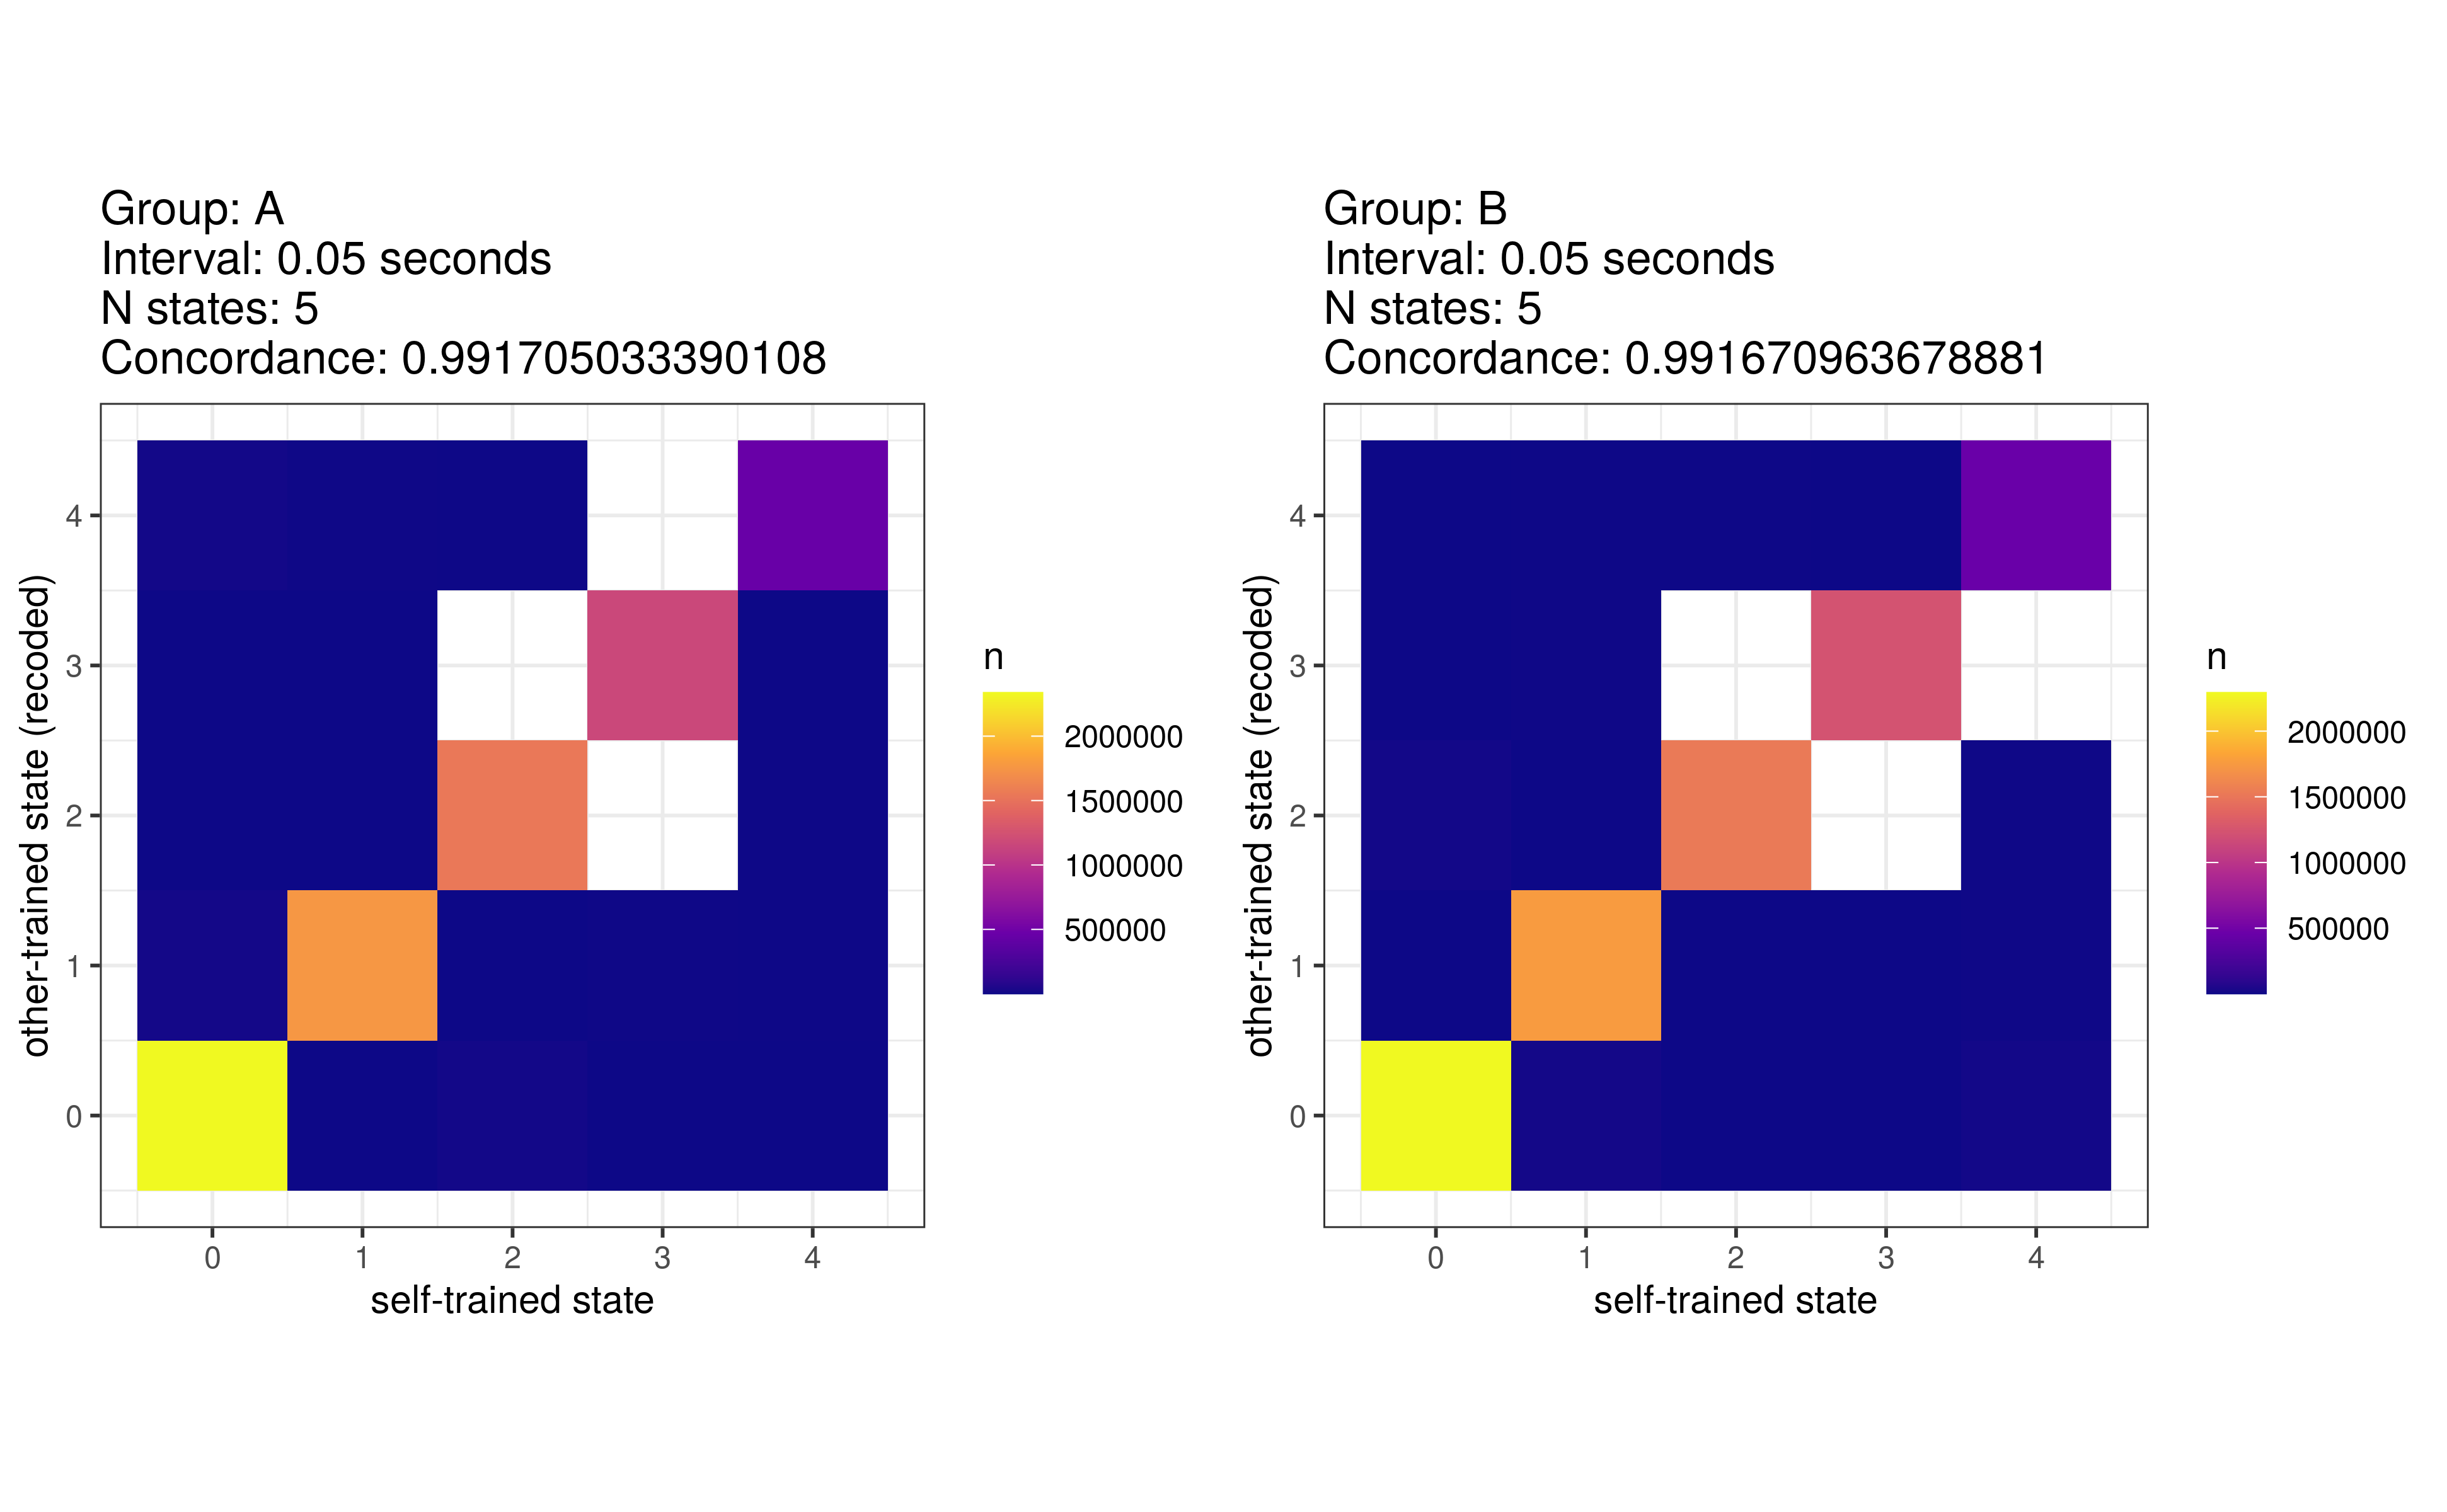 Group: A
Interval: 0.05 seconds
N states: 5
Concordance: 0.991705033390108
other-trained state (recoded)
4
3
2
1
0
0 1 2 3 4
self-trained state
n
2000000
1500000
1000000
500000
Group: B
Interval: 0.05 seconds
N states: 5
Concordance: 0.991670963678881
other-trained state (recoded)
4
3
2
1
0
0 1 2 3 4
self-trained state
n
2000000
1500000
1000000
500000